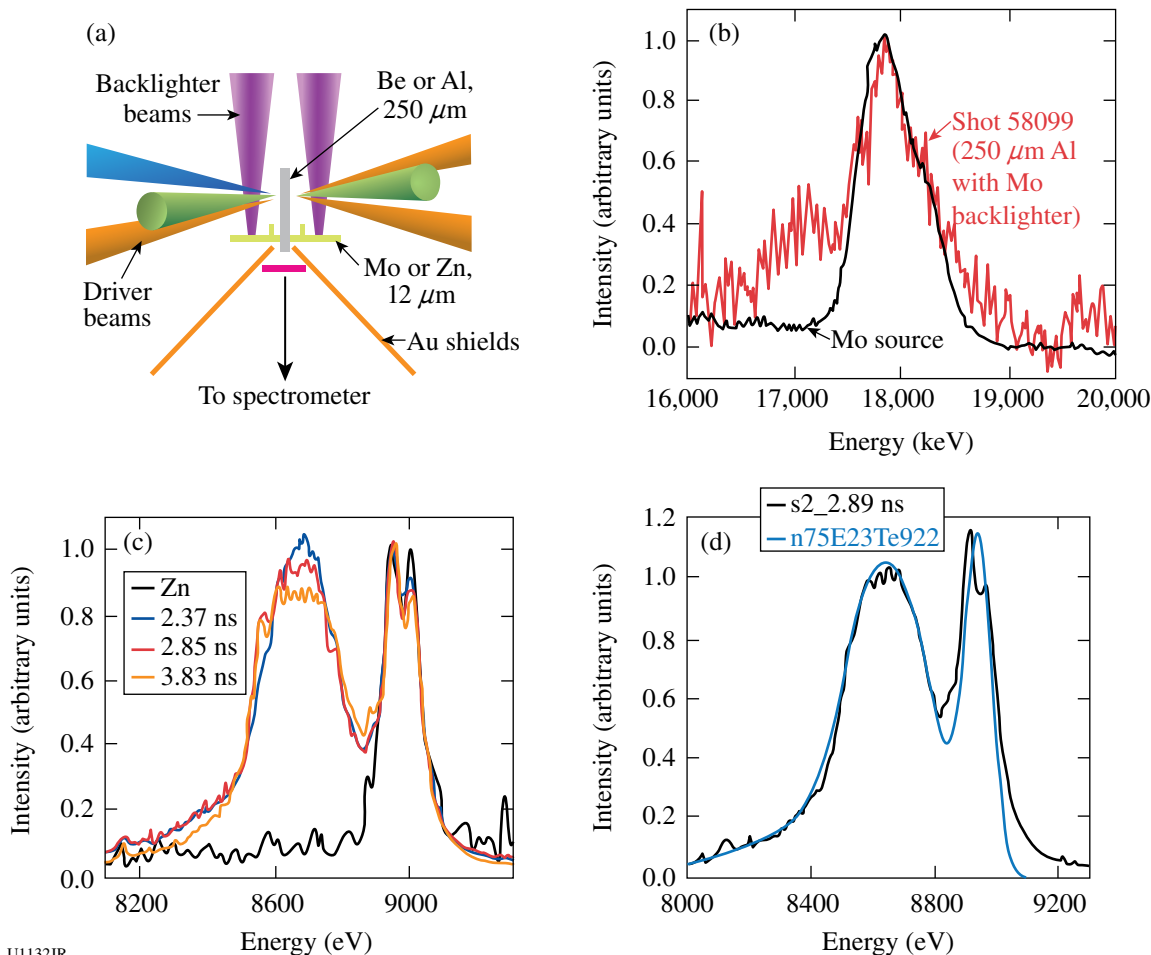 (a)
Backlighter
beams
Be or Al,
250 μm
Driver
beams
Mo or Zn,
12 μm
Au shields
To spectrometer
(b)
Intensity (arbitrary units)
1.0
0.8
0.6
0.4
0.2
0.0
Shot 58099
(250 μm Al
with Mo
backlighter)
Mo source
16,000 17,000 18,000 19,000 20,000
Energy (keV)
(c)
Intensity (arbitrary units)
1.0
0.8
0.6
0.4
0.2
0.0
Zn
2.37 ns
2.85 ns
3.83 ns
8200 8600 9000
Energy (eV)
s2_2.89 ns
n75E23Te922
(d)
Intensity (arbitrary units)
1.2
1.0
0.8
0.6
0.4
0.2
0.0
8000 8400 8800 9200
Energy (eV)
U1132JR